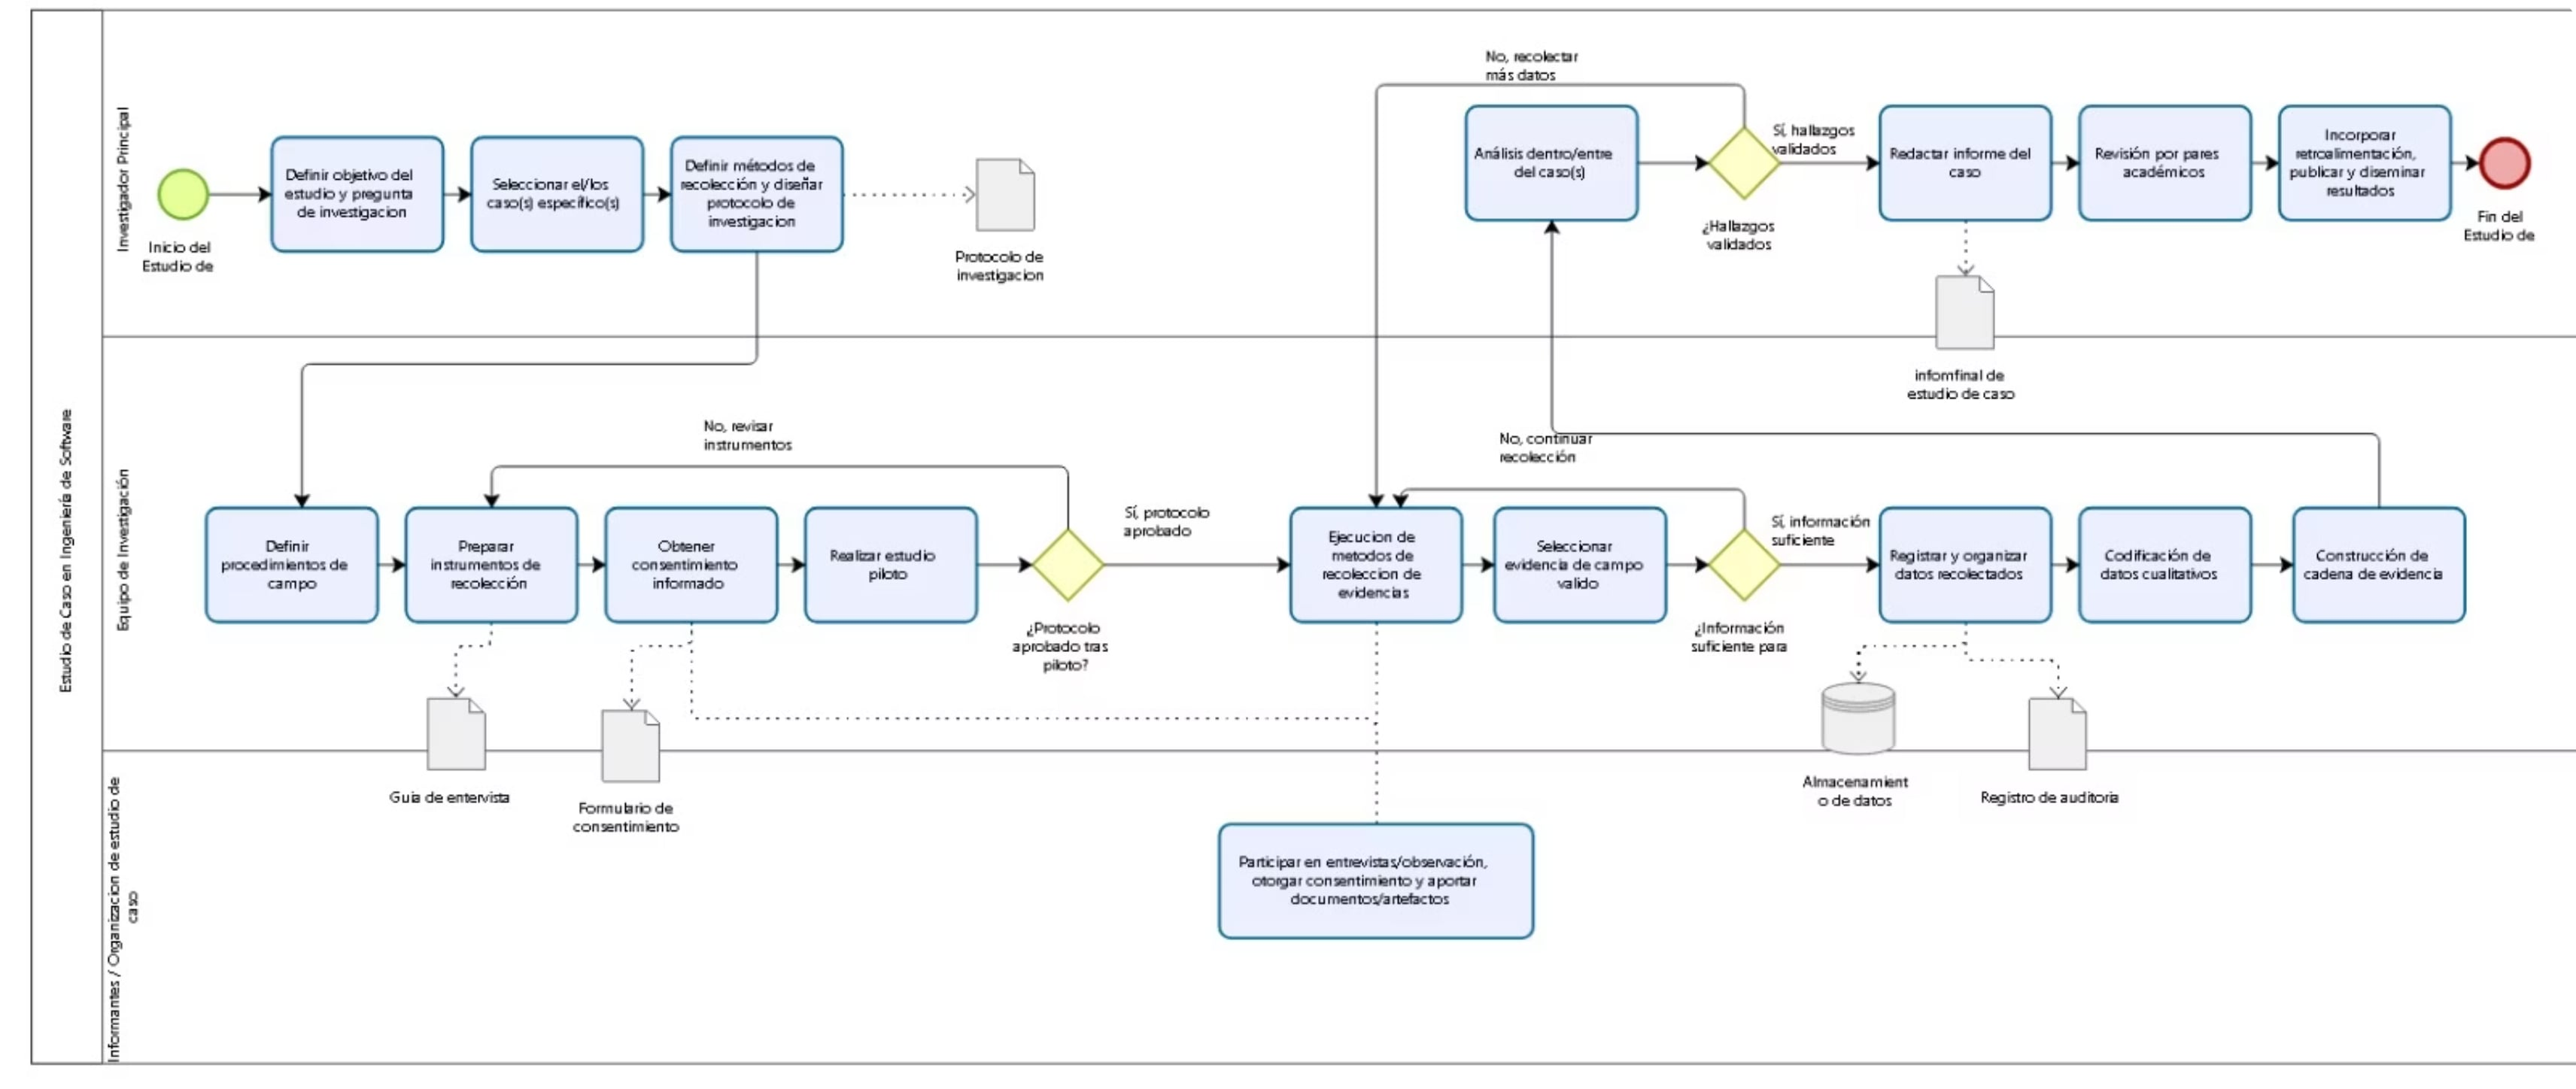 Estudio de Caso en Ingeniería de Software
Investigador Principal
Inicio del
Estudio de
Definir objetivo del
estudio y pregunta
de investigacion
Seleccionar el/los
caso(s) específico(s)
Definir métodos de
recolección y diseñar
protocolo de
investigacion
Protocolo de
investigacion
No, recolectar
más datos
Análisis dentro/entre
del caso(s)
Sí, hallazgos
validados
¿Hallazgos
validados
Redactar informe del
caso
Revisión por pares
académicos
Incorporar
retroalimentación,
publicar y diseminar
resultados
Fin del
Estudio de
infomfinal de
estudio de caso
Equipo de Investigación
No, revisar
instrumentos
Definir
procedimientos de
campo
Preparar
instrumentos de
recolección
Obtener
consentimiento
informado
Realizar estudio
piloto
Sí, protocolo
aprobado
¿Protocolo
aprobado tras
piloto?
No, continuar
recolección
Ejecucion de
metodos de
recoleccion de
evidencias
Seleccionar
evidencia de campo
valido
Sí, información
suficiente
¿Información
suficiente para
Registrar y organizar
datos recolectados
Codificación de
datos cualitativos
Construcción de
cadena de evidencia
Guia de entervista
Formulario de
consentimiento
Almacenamient
o de datos
Registro de auditoria
Informantes / Organizacion de estudio de
caso
Participar en entrevistas/observación,
otorgar consentimiento y aportar
documentos/artefactos